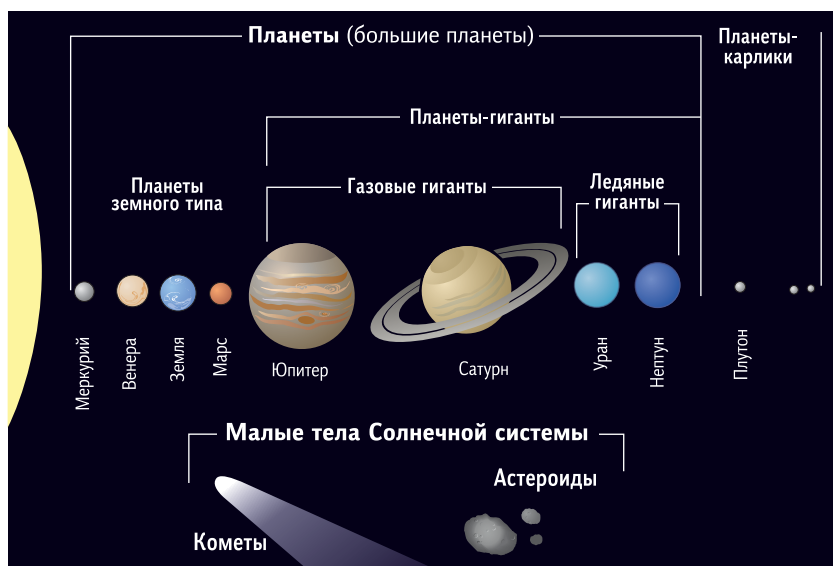 Планеты (большие планеты)
Планеты-
карлики
Планеты-гиганты
Планеты
земного типа
Газовые гиганты
Ледяные
гиганты
Меркурий
Венера
Земля
Марс
Юпитер
Сатурн
Уран
Нептун
Плутон
Малые тела Солнечной системы
Астероиды
Кометы